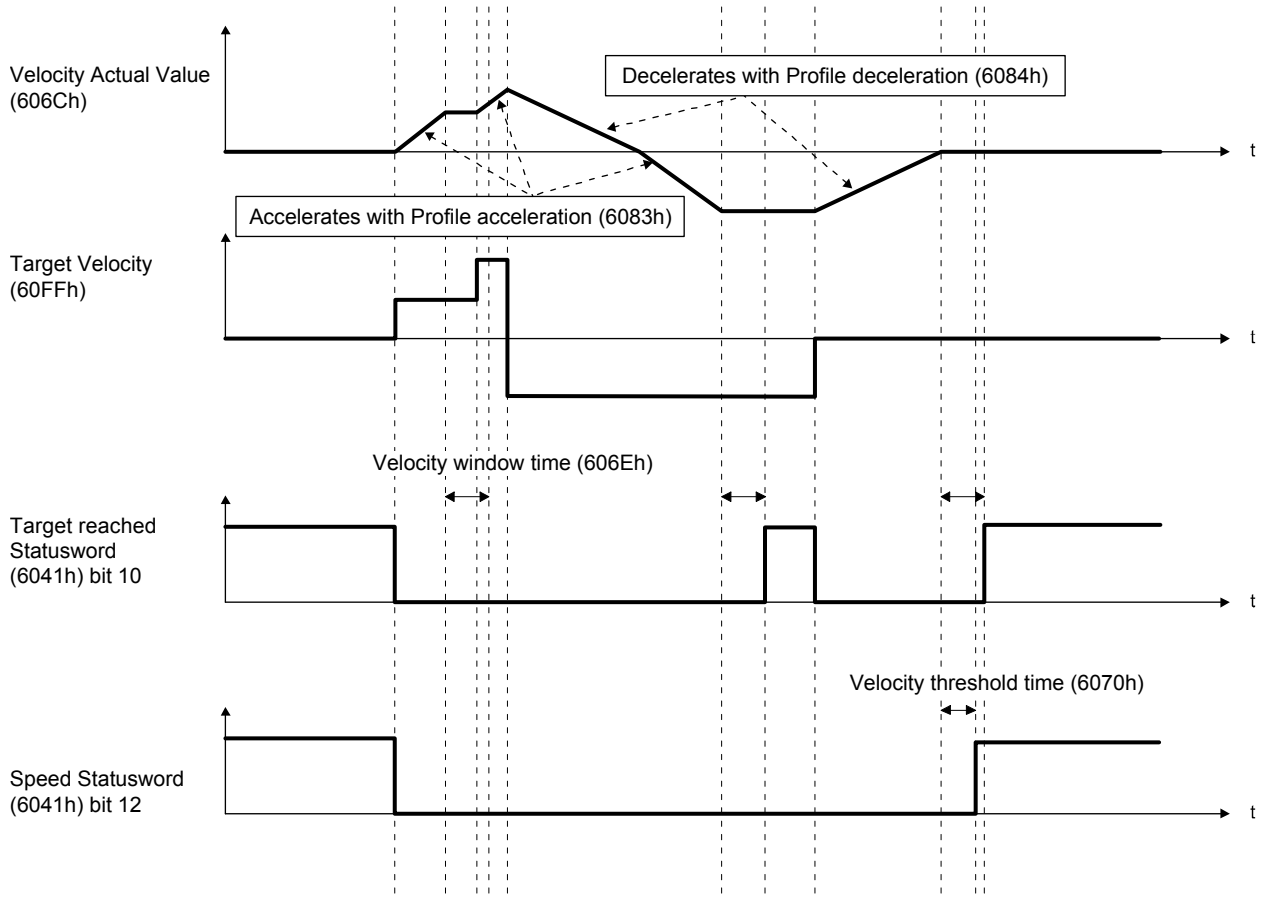 Velocity Actual Value
(606Ch)
Decelerates with Profile deceleration (6084h)
t
Accelerates with Profile acceleration (6083h)
Target Velocity
(60FFh)
t
Velocity window time (606Eh)
Target reached
Statusword
(6041h) bit 10
t
Velocity threshold time (6070h)
Speed Statusword
(6041h) bit 12
t